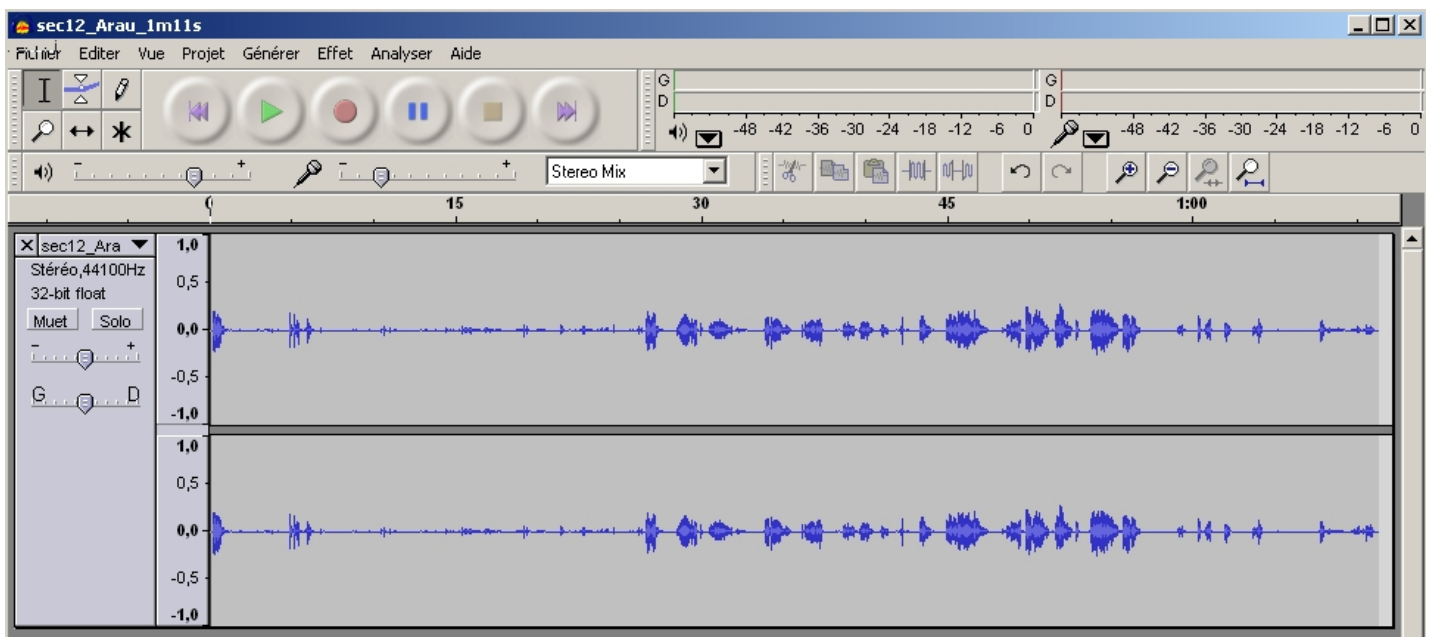 sec12_Arau_1m11s
Fichier Editer Vue Projet Générer Effet Analyser Aide
G
D
-48 -42 -36 -30 -24 -18 -12 -6 0
G
D
-48 -42 -36 -30 -24 -18 -12 -6 0
- + - + Stereo Mix
0 15 30 45 1:00
X sec12_Ara
Stéréo,44100Hz
32-bit float
Muet Solo
- +
G D
1,0
0,5
0,0
-0,5
-1,0
1,0
0,5
0,0
-0,5
-1,0